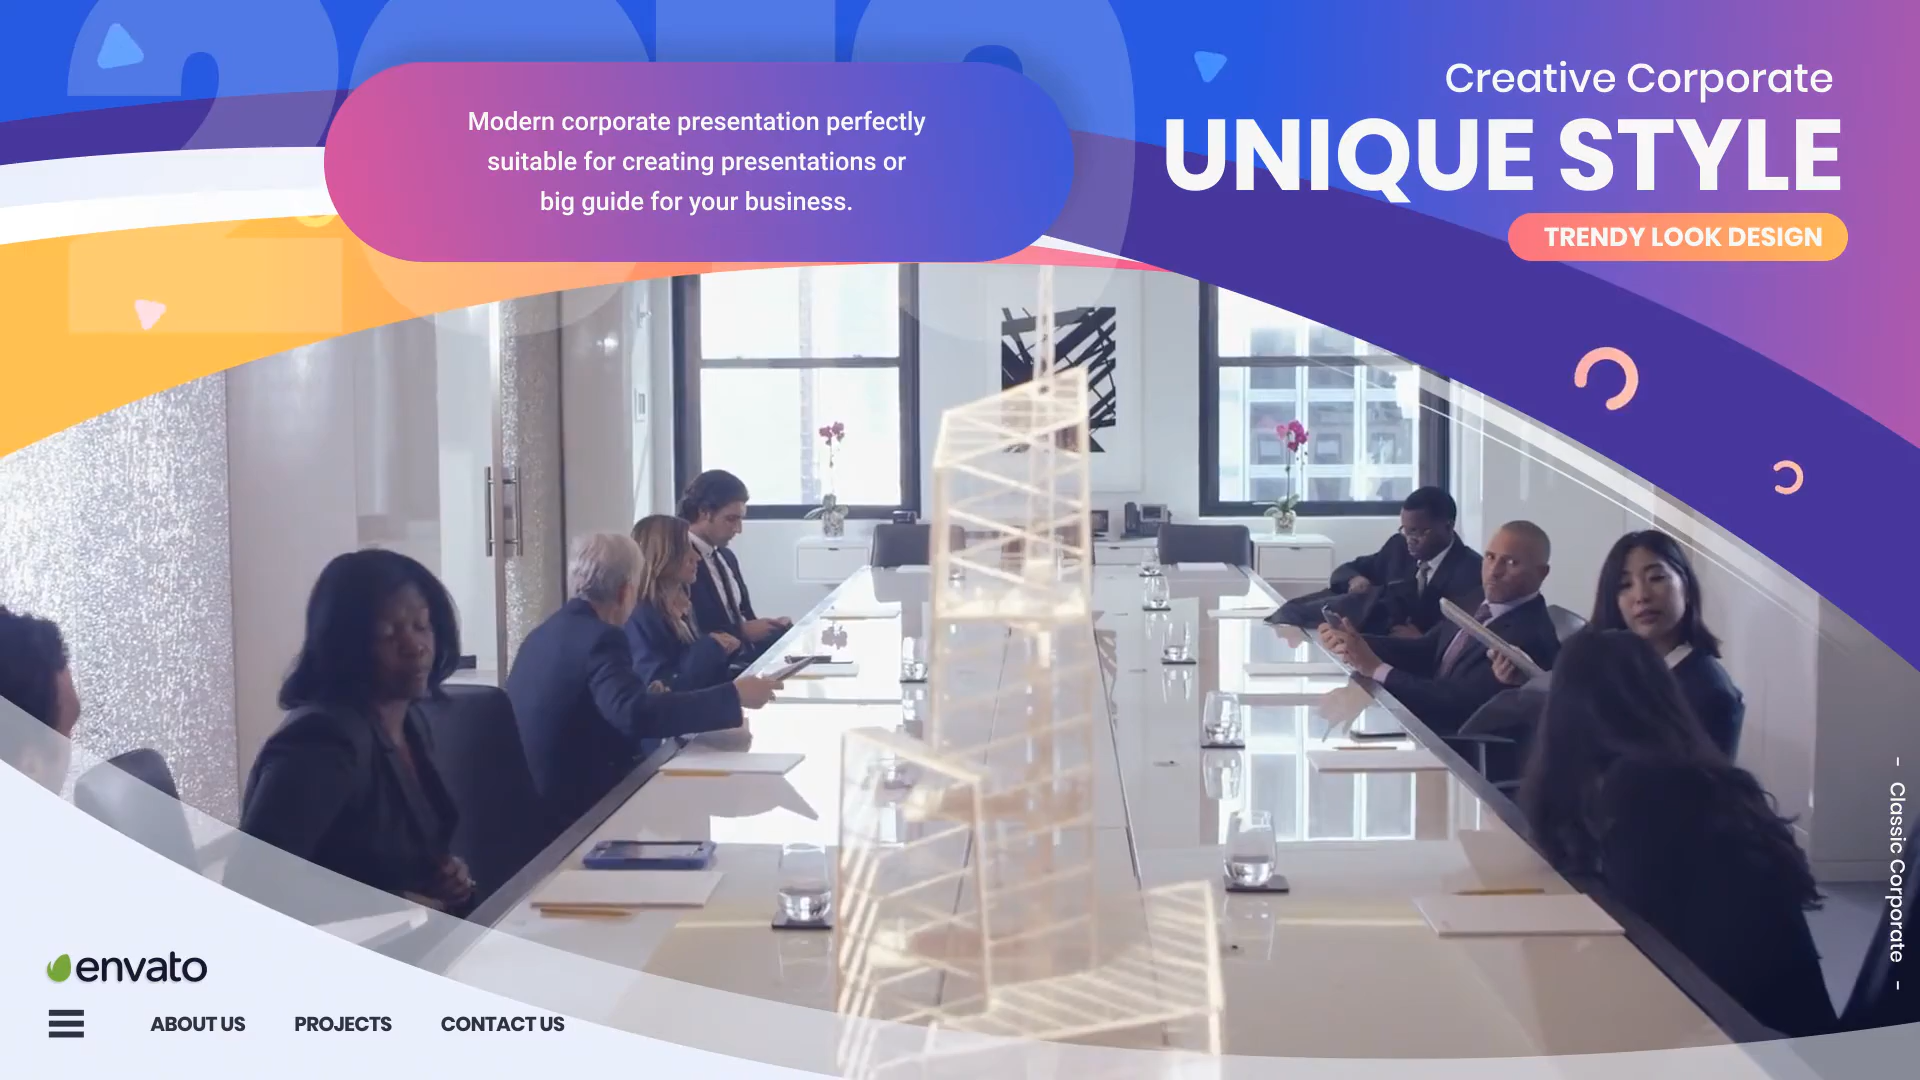 Creative Corporate
UNIQUE STYLE
TRENDY LOOK DESIGN
Modern corporate presentation perfectly
suitable for creating presentations or
big guide for your business.
- Classic Corporate -
envato
ABOUT US PROJECTS CONTACT US